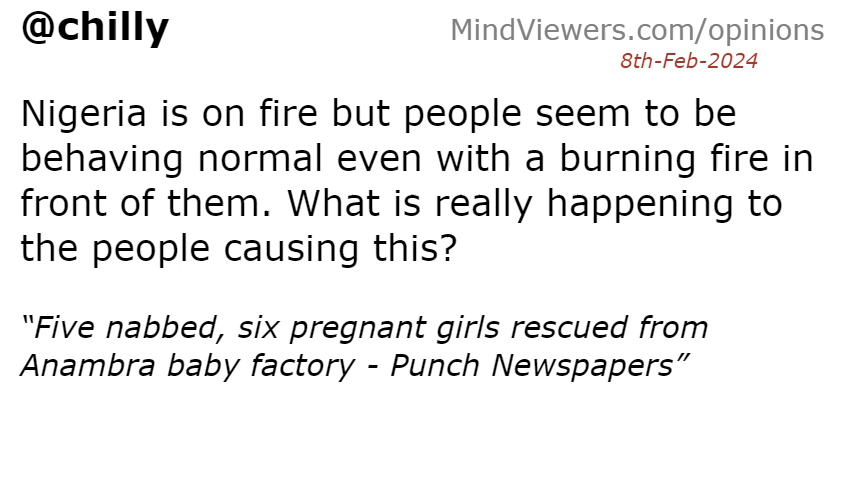 @chilly
MindViewers.com/opinions
8th-Feb-2024
Nigeria is on fire but people seem to be
behaving normal even with a burning fire in
front of them. What is really happening to
the people causing this?
“Five nabbed, six pregnant girls rescued from
Anambra baby factory - Punch Newspapers”